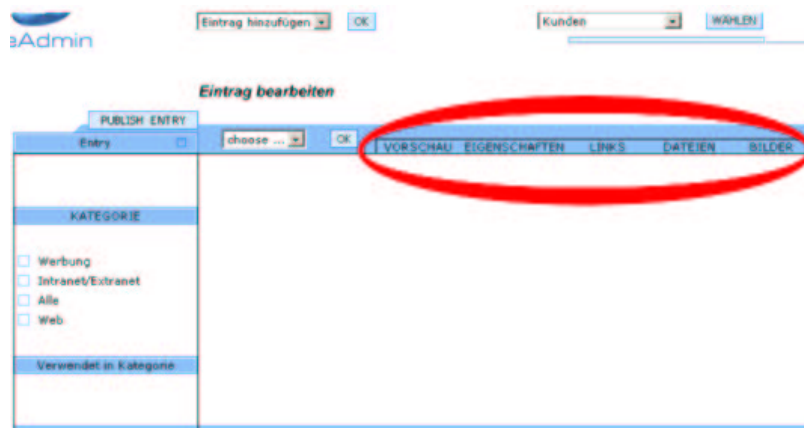 Eintrag hinzufügen OK Kunden WÄHLEN
eAdmin
Eintrag bearbeiten
PUBLISH ENTRY
Entry choose ... OK VORSCHAU EIGENSCHAFTEN LINKS DATEIEN BILDER
KATEGORIE
Werbung
Intranet/Extranet
Alle
Web
Verwendet in Kategorie